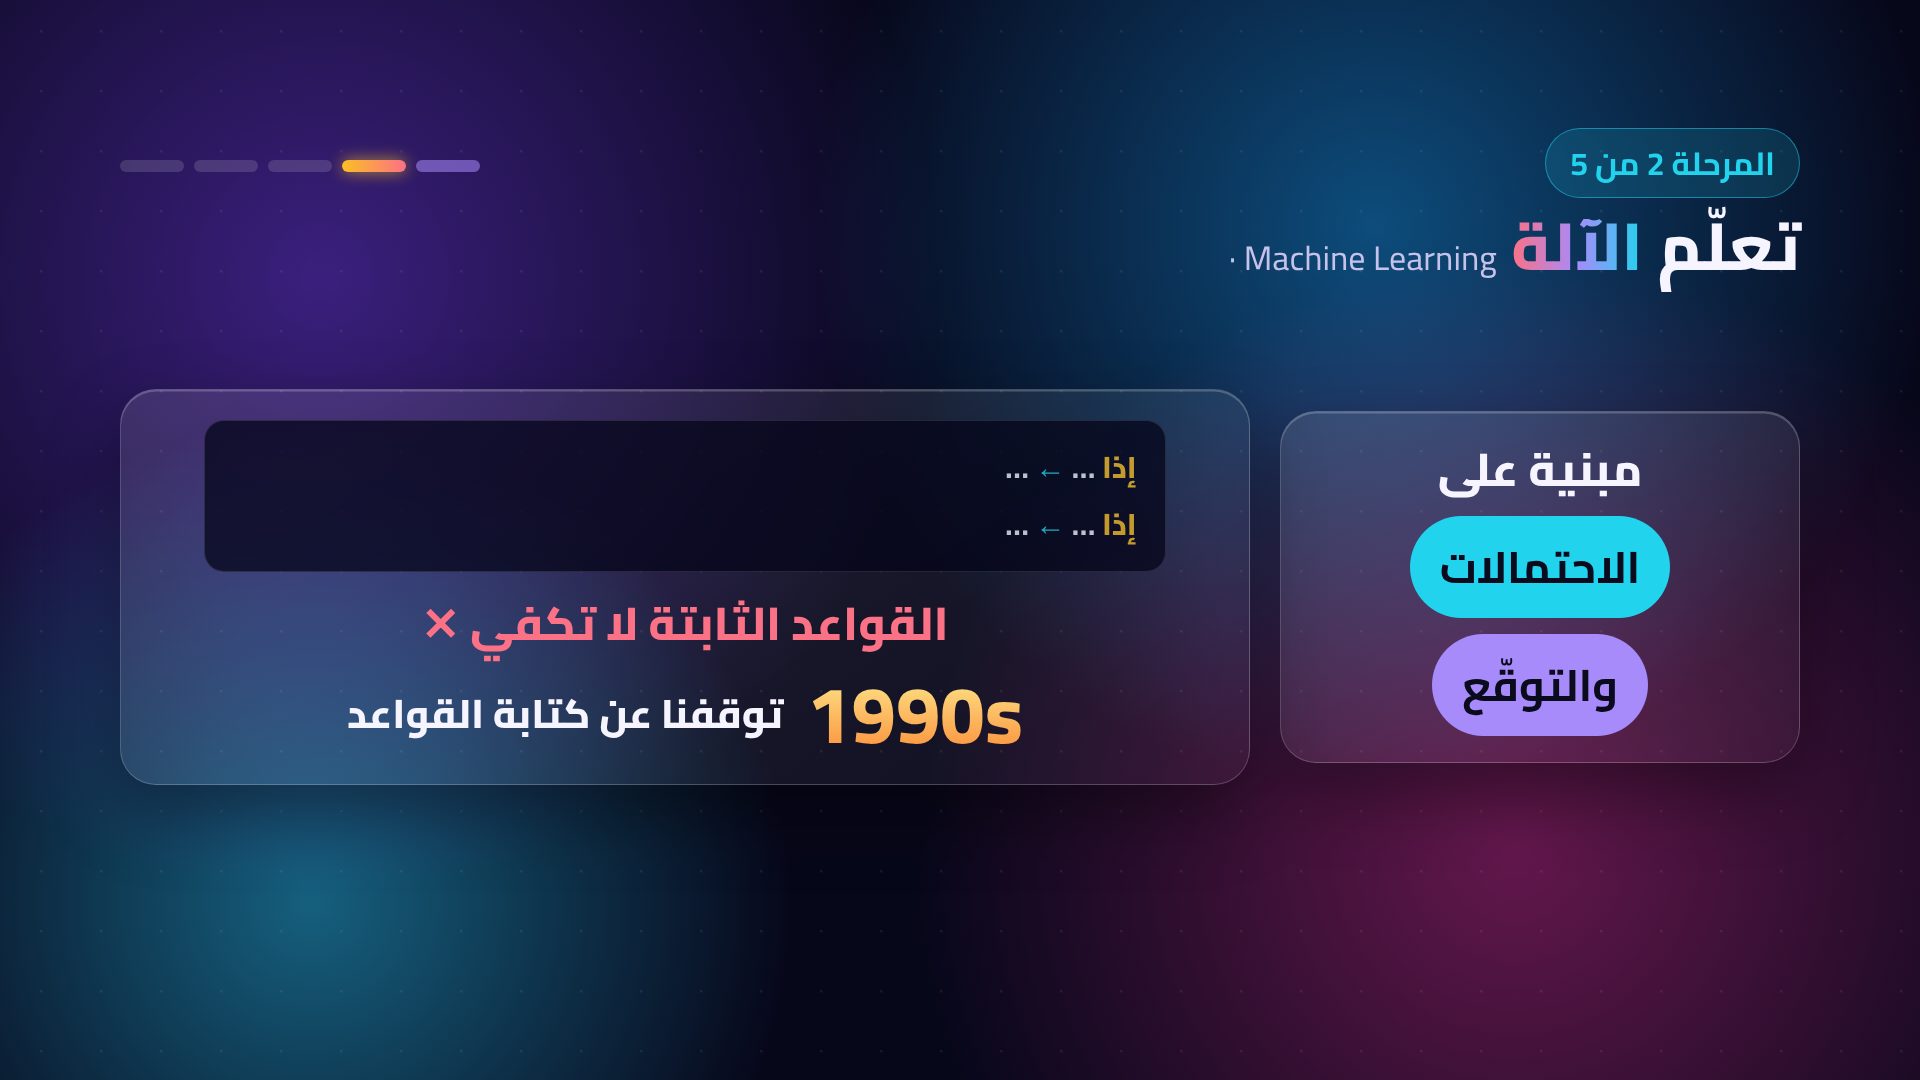 المرحلة 2 من 5
تعلّم الآلة Machine Learning ·
مبنية على
الاحتمالات
والتوقّع
إذا ... ← ...
إذا ... ← ...
القواعد الثابتة لا تكفي ✕
1990s توقفنا عن كتابة القواعد